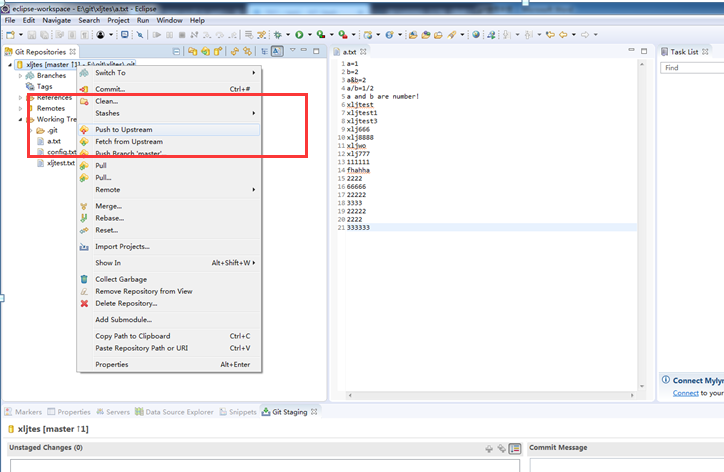 eclipse-workspace - E:\git\xljtes\a.txt - Eclipse
File Edit Navigate Search Project Run Window Help
Git Repositories
xljtes [master ↑1] - E:\git\xljtes\.git
Branches
Tags
References
Remotes
Working Tre
.git
a.txt
config.txt
xljtest.txt
Switch To
Commit... Ctrl+#
Clean...
Stashes
Push to Upstream
Fetch from Upstream
Push Branch 'master'...
Pull
Pull...
Remote
Merge...
Rebase...
Reset...
Import Projects...
Show In Alt+Shift+W
Collect Garbage
Remove Repository from View
Delete Repository...
Add Submodule...
Copy Path to Clipboard Ctrl+C
Paste Repository Path or URI Ctrl+V
Properties Alt+Enter
a.txt
1 a=1
2 b=2
3 a&b=2
4 a/b=1/2
5 a and b are number!
6 xljtest
7 xljtest1
8 xljtest3
9 xlj666
10 xlj8888
11 xljwo
12 xlj777
13 111111
14 fhahha
15 2222
16 66666
17 22222
18 3333
19 22222
20 2222
21 333333
Task List
Find
Connect Mylyn
Connect to your
Markers Properties Servers Data Source Explorer Snippets Git Staging
xljtes [master ↑1]
Unstaged Changes (0)
Commit Message